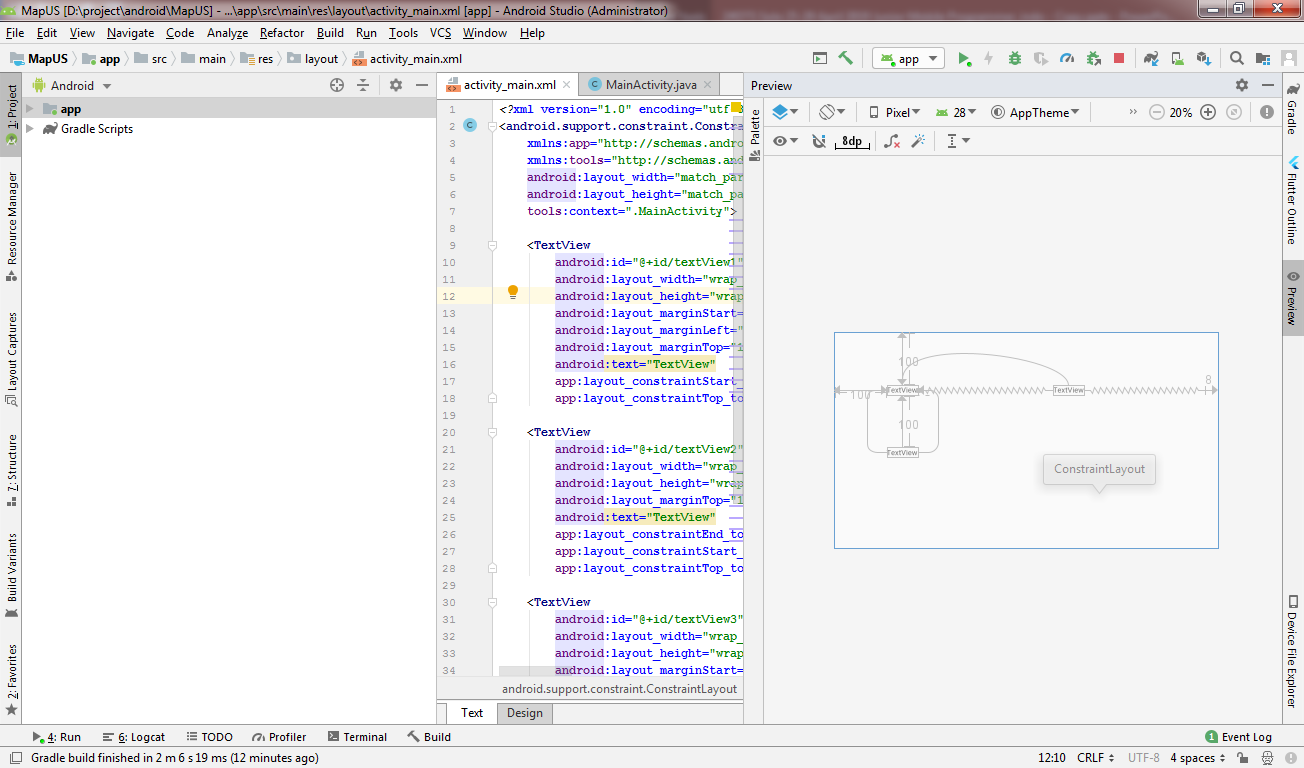 MapUS [D:\project\android\MapUS] - ...\app\src\main\res\layout\activity_main.xml [app] - Android Studio (Administrator)
File Edit View Navigate Code Analyze Refactor Build Run Tools VCS Window Help
MapUS app src main res layout activity_main.xml app
1: Project
Resource Manager
Layout Captures
7: Structure
Build Variants
2: Favorites
Android
app
Gradle Scripts
activity_main.xml MainActivity.java
1 <?xml version="1.0" encoding="utf
2 <android.support.constraint.Constra
3 xmlns:app="http://schemas.andro
4 xmlns:tools="http://schemas.and
5 android:layout_width="match_par
6 android:layout_height="match_pa
7 tools:context=".MainActivity">
8
9 <TextView
10 android:id="@+id/textView1"
11 android:layout_width="wrap_
12 android:layout_height="wrap
13 android:layout_marginStart=
14 android:layout_marginLeft="
15 android:layout_marginTop="1
16 android:text="TextView"
17 app:layout_constraintStart_
18 app:layout_constraintTop_to
19
20 <TextView
21 android:id="@+id/textView2"
22 android:layout_width="wrap_
23 android:layout_height="wrap
24 android:layout_marginTop="1
25 android:text="TextView"
26 app:layout_constraintEnd_to
27 app:layout_constraintStart_
28 app:layout_constraintTop_to
29
30 <TextView
31 android:id="@+id/textView3"
32 android:layout_width="wrap_
33 android:layout_height="wrap
34 android:layout_marginStart=
android.support.constraint.ConstraintLayout
Text Design
Preview
Palette
Pixel 28 AppTheme 20%
8dp
100
TextView TextView 8
100
100
TextView
ConstraintLayout
Gradle
Flutter Outline
Preview
Device File Explorer
4: Run 6: Logcat TODO Profiler Terminal Build 1 Event Log
Gradle build finished in 2 m 6 s 19 ms (12 minutes ago) 12:10 CRLF UTF-8 4 spaces